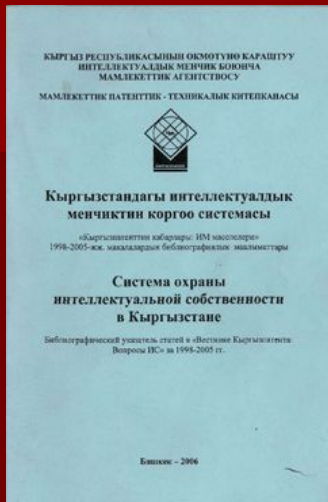 КЫРГЫЗ РЕСПУБЛИКАСЫНЫН ӨКМӨТҮНӨ КАРАШТУУ
ИНТЕЛЛЕКТУАЛДЫК МЕНЧИК БОЮНЧА
МАМЛЕКЕТТИК АГЕНТСТВОСУ
МАМЛЕКЕТТИК ПАТЕНТТИК - ТЕХНИКАЛЫК КИТЕПКАНАСЫ
Кыргызстандагы интеллектуалдык
менчиктин коргоо системасы
«Кыргызпатенттин кабарлары: ИМ маселелери»
1998-2005-жж. макалалардын библиографиялык маалыматтары
Система охраны
интеллектуальной собственности
в Кыргызстане
Библиографический указатель статей в «Вестнике Кыргызпатента:
Вопросы ИС» за 1998-2005 гг.
Бишкек – 2006